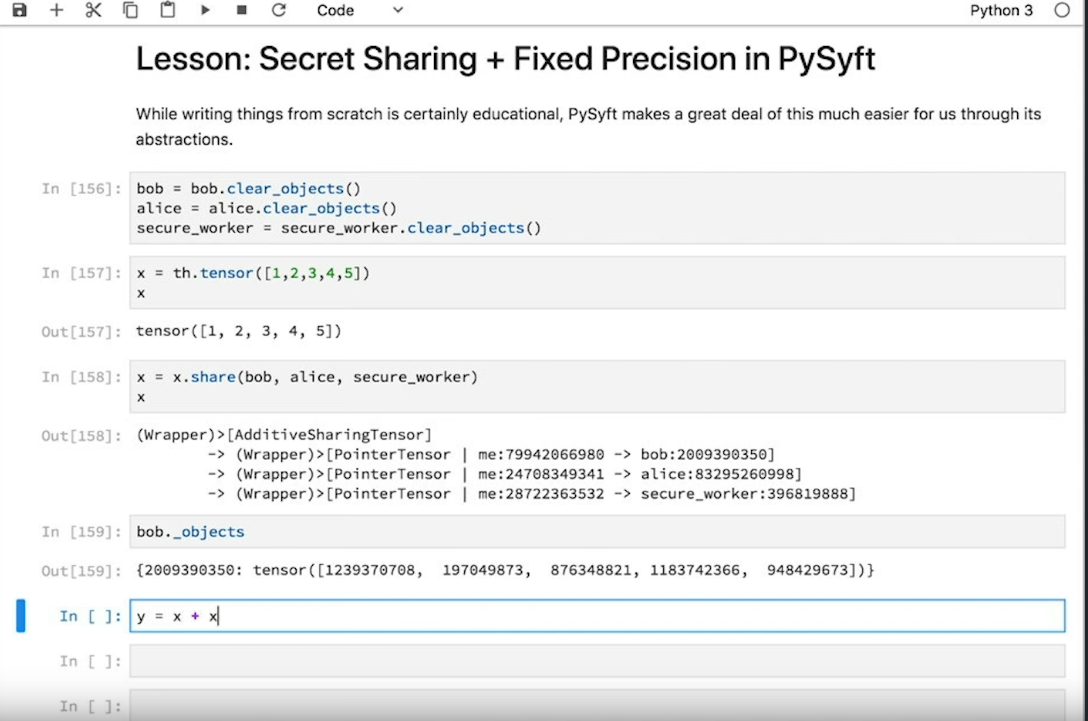 Code Python 3
Lesson: Secret Sharing + Fixed Precision in PySyft
While writing things from scratch is certainly educational, PySyft makes a great deal of this much easier for us through its
abstractions.
In [156]: bob = bob.clear_objects()
alice = alice.clear_objects()
secure_worker = secure_worker.clear_objects()
In [157]: x = th.tensor([1,2,3,4,5])
x
Out[157]: tensor([1, 2, 3, 4, 5])
In [158]: x = x.share(bob, alice, secure_worker)
x
Out[158]: (Wrapper)>[AdditiveSharingTensor]
-> (Wrapper)>[PointerTensor | me:79942066980 -> bob:2009390350]
-> (Wrapper)>[PointerTensor | me:24708349341 -> alice:83295260998]
-> (Wrapper)>[PointerTensor | me:28722363532 -> secure_worker:396819888]
In [159]: bob._objects
Out[159]: {2009390350: tensor([1239370708, 197049873, 876348821, 1183742366, 948429673])}
In [ ]: y = x + x
In [ ]:
In [ ]: